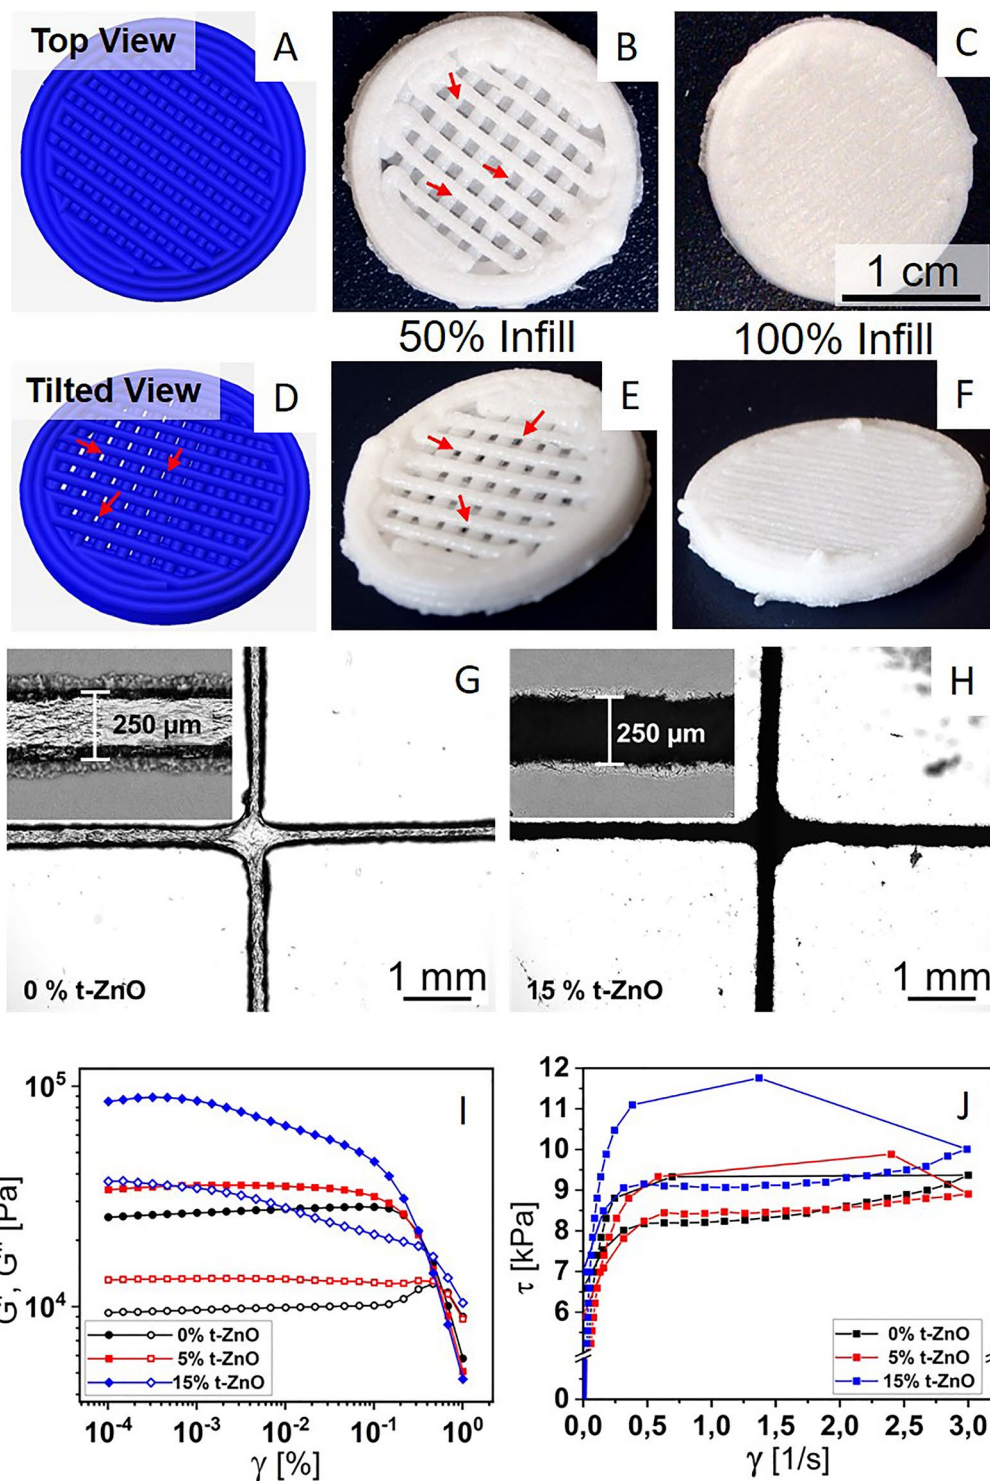 Top View
A
B
C
1 cm
50% Infill
100% Infill
Tilted View
D
E
F
G
250 µm
0 % t-ZnO
1 mm
H
250 µm
15 % t-ZnO
1 mm
I
G', G'' [Pa]
10⁵
10⁴
0% t-ZnO
5% t-ZnO
15% t-ZnO
10⁻⁴ 10⁻³ 10⁻² 10⁻¹ 10⁰
γ [%]
J
τ [kPa]
12
11
10
9
8
7
6
0
0% t-ZnO
5% t-ZnO
15% t-ZnO
0,0 0,5 1,0 1,5 2,0 2,5 3,0
γ [1/s]